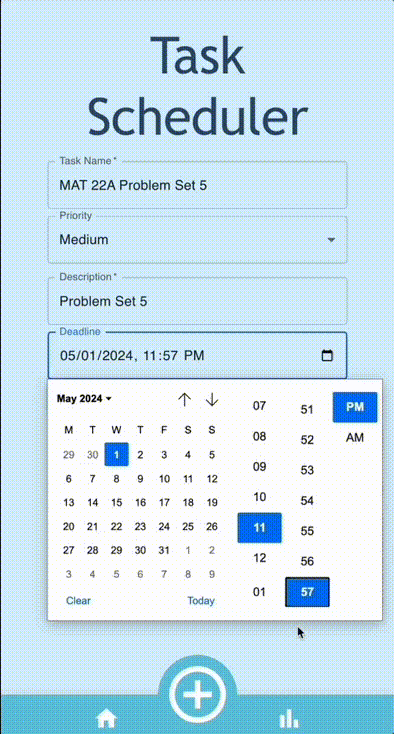 Task
Scheduler
Task Name *
MAT 22A Problem Set 5
Priority
Medium
Description *
Problem Set 5
Deadline
05/01/2024, 11:57 PM
May 2024
M T W T F S S
29 30 1 2 3 4 5
6 7 8 9 10 11 12
13 14 15 16 17 18 19
20 21 22 23 24 25 26
27 28 29 30 31 1 2
3 4 5 6 7 8 9
Clear Today
07 51 PM
08 52 AM
09 53
10 54
11 55
12 56
01 57